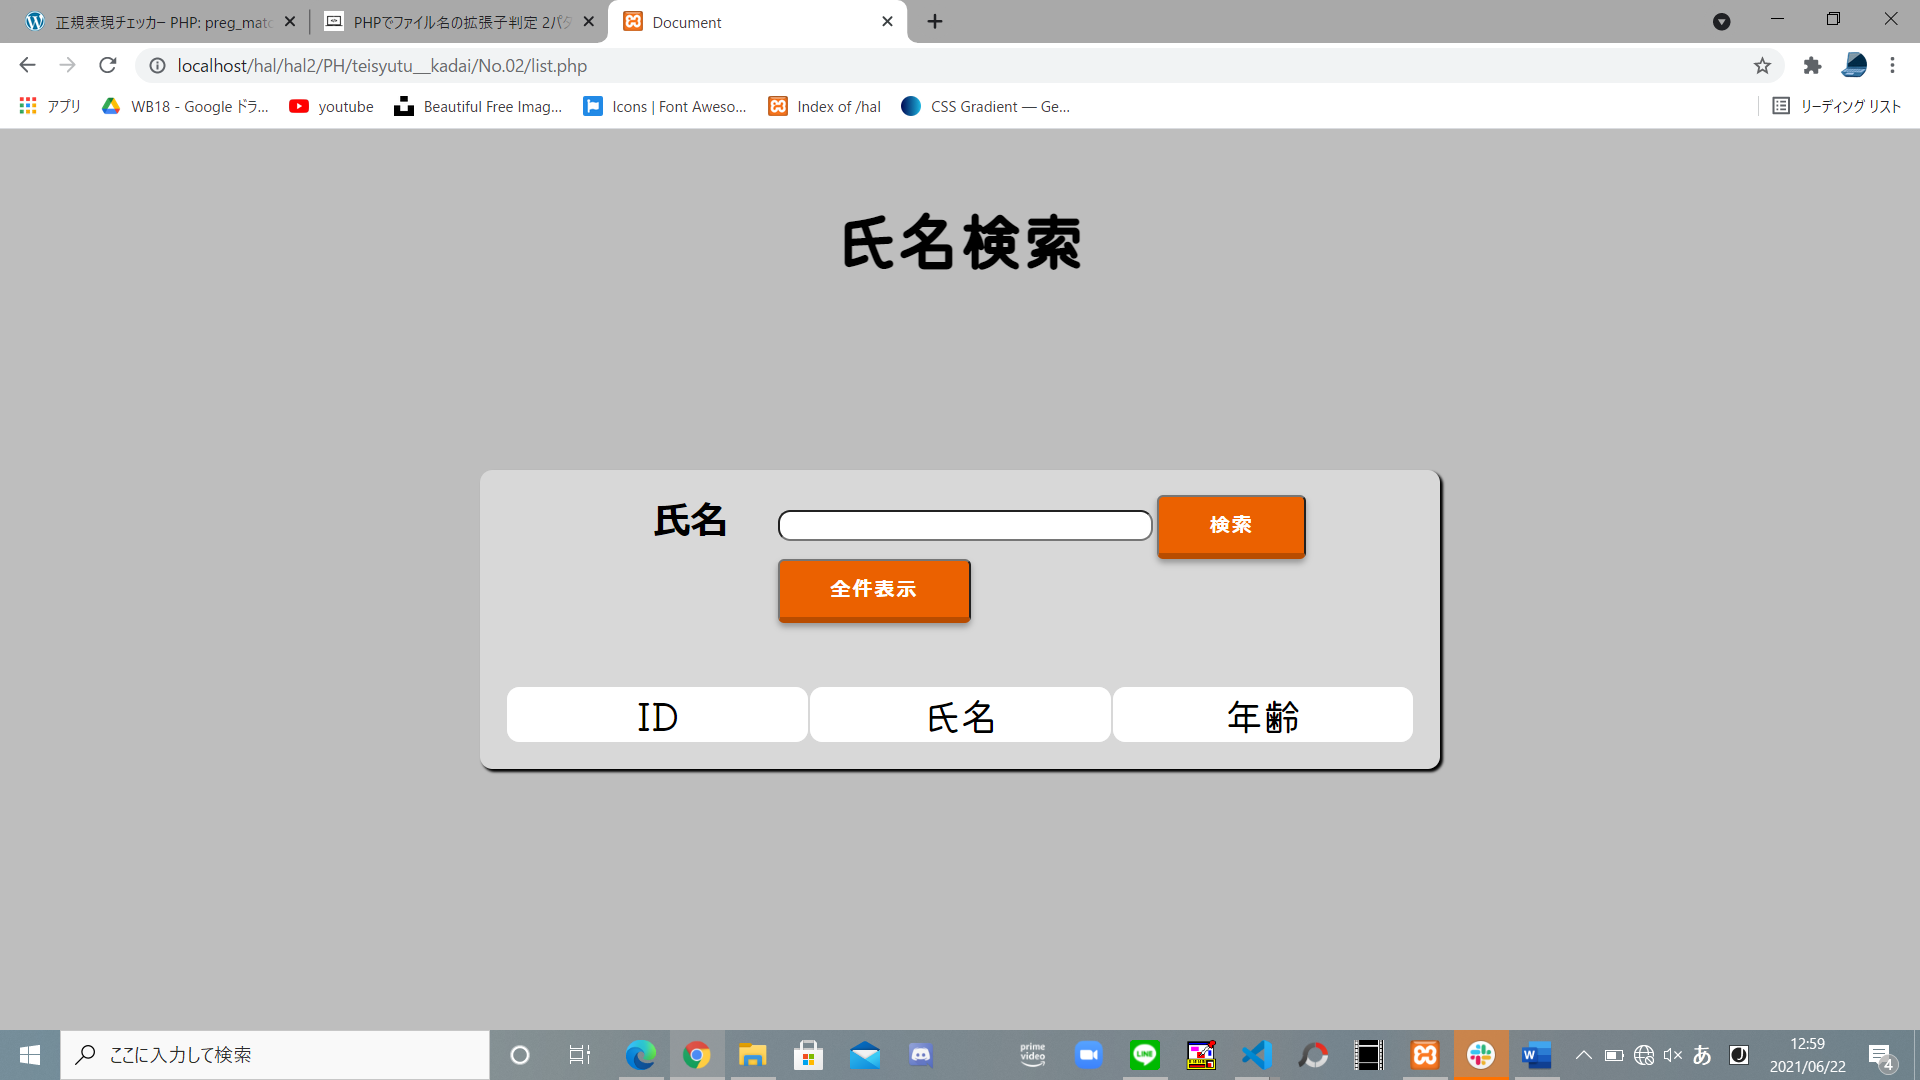 正規表現チェッカー PHP: preg_matc
PHPでファイル名の拡張子判定 2パタ
Document
localhost/hal/hal2/PH/teisyutu__kadai/No.02/list.php
アプリ
WB18 - Google ドラ...
youtube
Beautiful Free Imag...
Icons | Font Aweso...
Index of /hal
CSS Gradient — Ge...
リーディング リスト
氏名検索
氏名
検索
全件表示
ID 氏名 年齢
ここに入力して検索
prime video
LINE
あ
12:59
2021/06/22
4